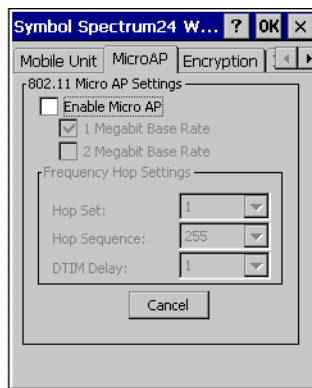 Symbol Spectrum24 W... ? OK ×
Mobile Unit MicroAP Encryption
802.11 Micro AP Settings
Enable Micro AP
1 Megabit Base Rate
2 Megabit Base Rate
Frequency Hop Settings
Hop Set: 1
Hop Sequence: 255
DTIM Delay: 1
Cancel